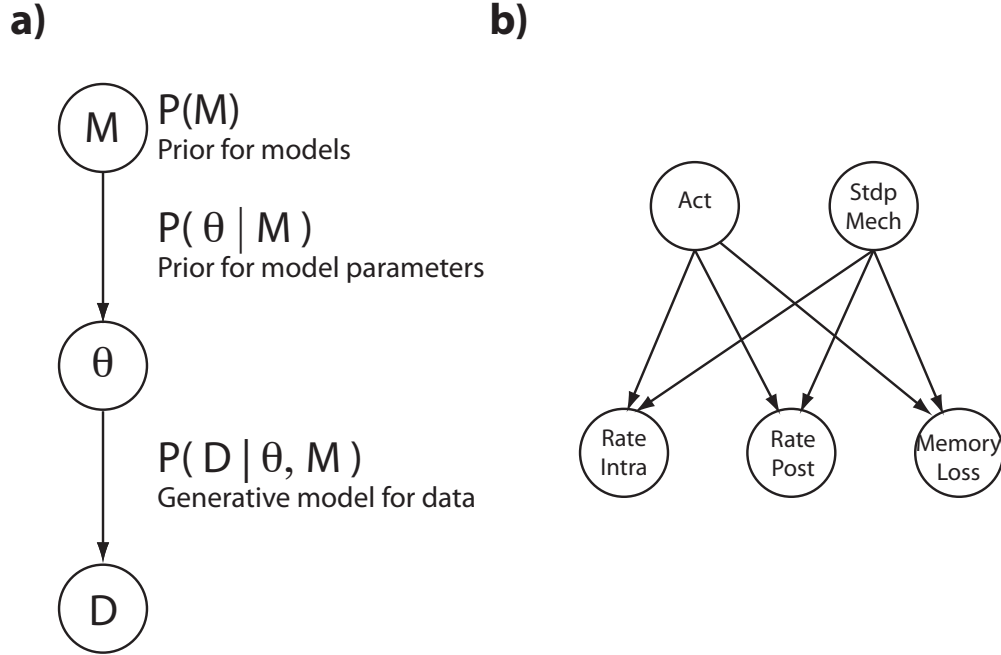 a)
M
P(M)
Prior for models
P( θ | M )
Prior for model parameters
θ
P( D | θ, M )
Generative model for data
D
b)
Act
Stdp
Mech
Rate
Intra
Rate
Post
Memory
Loss